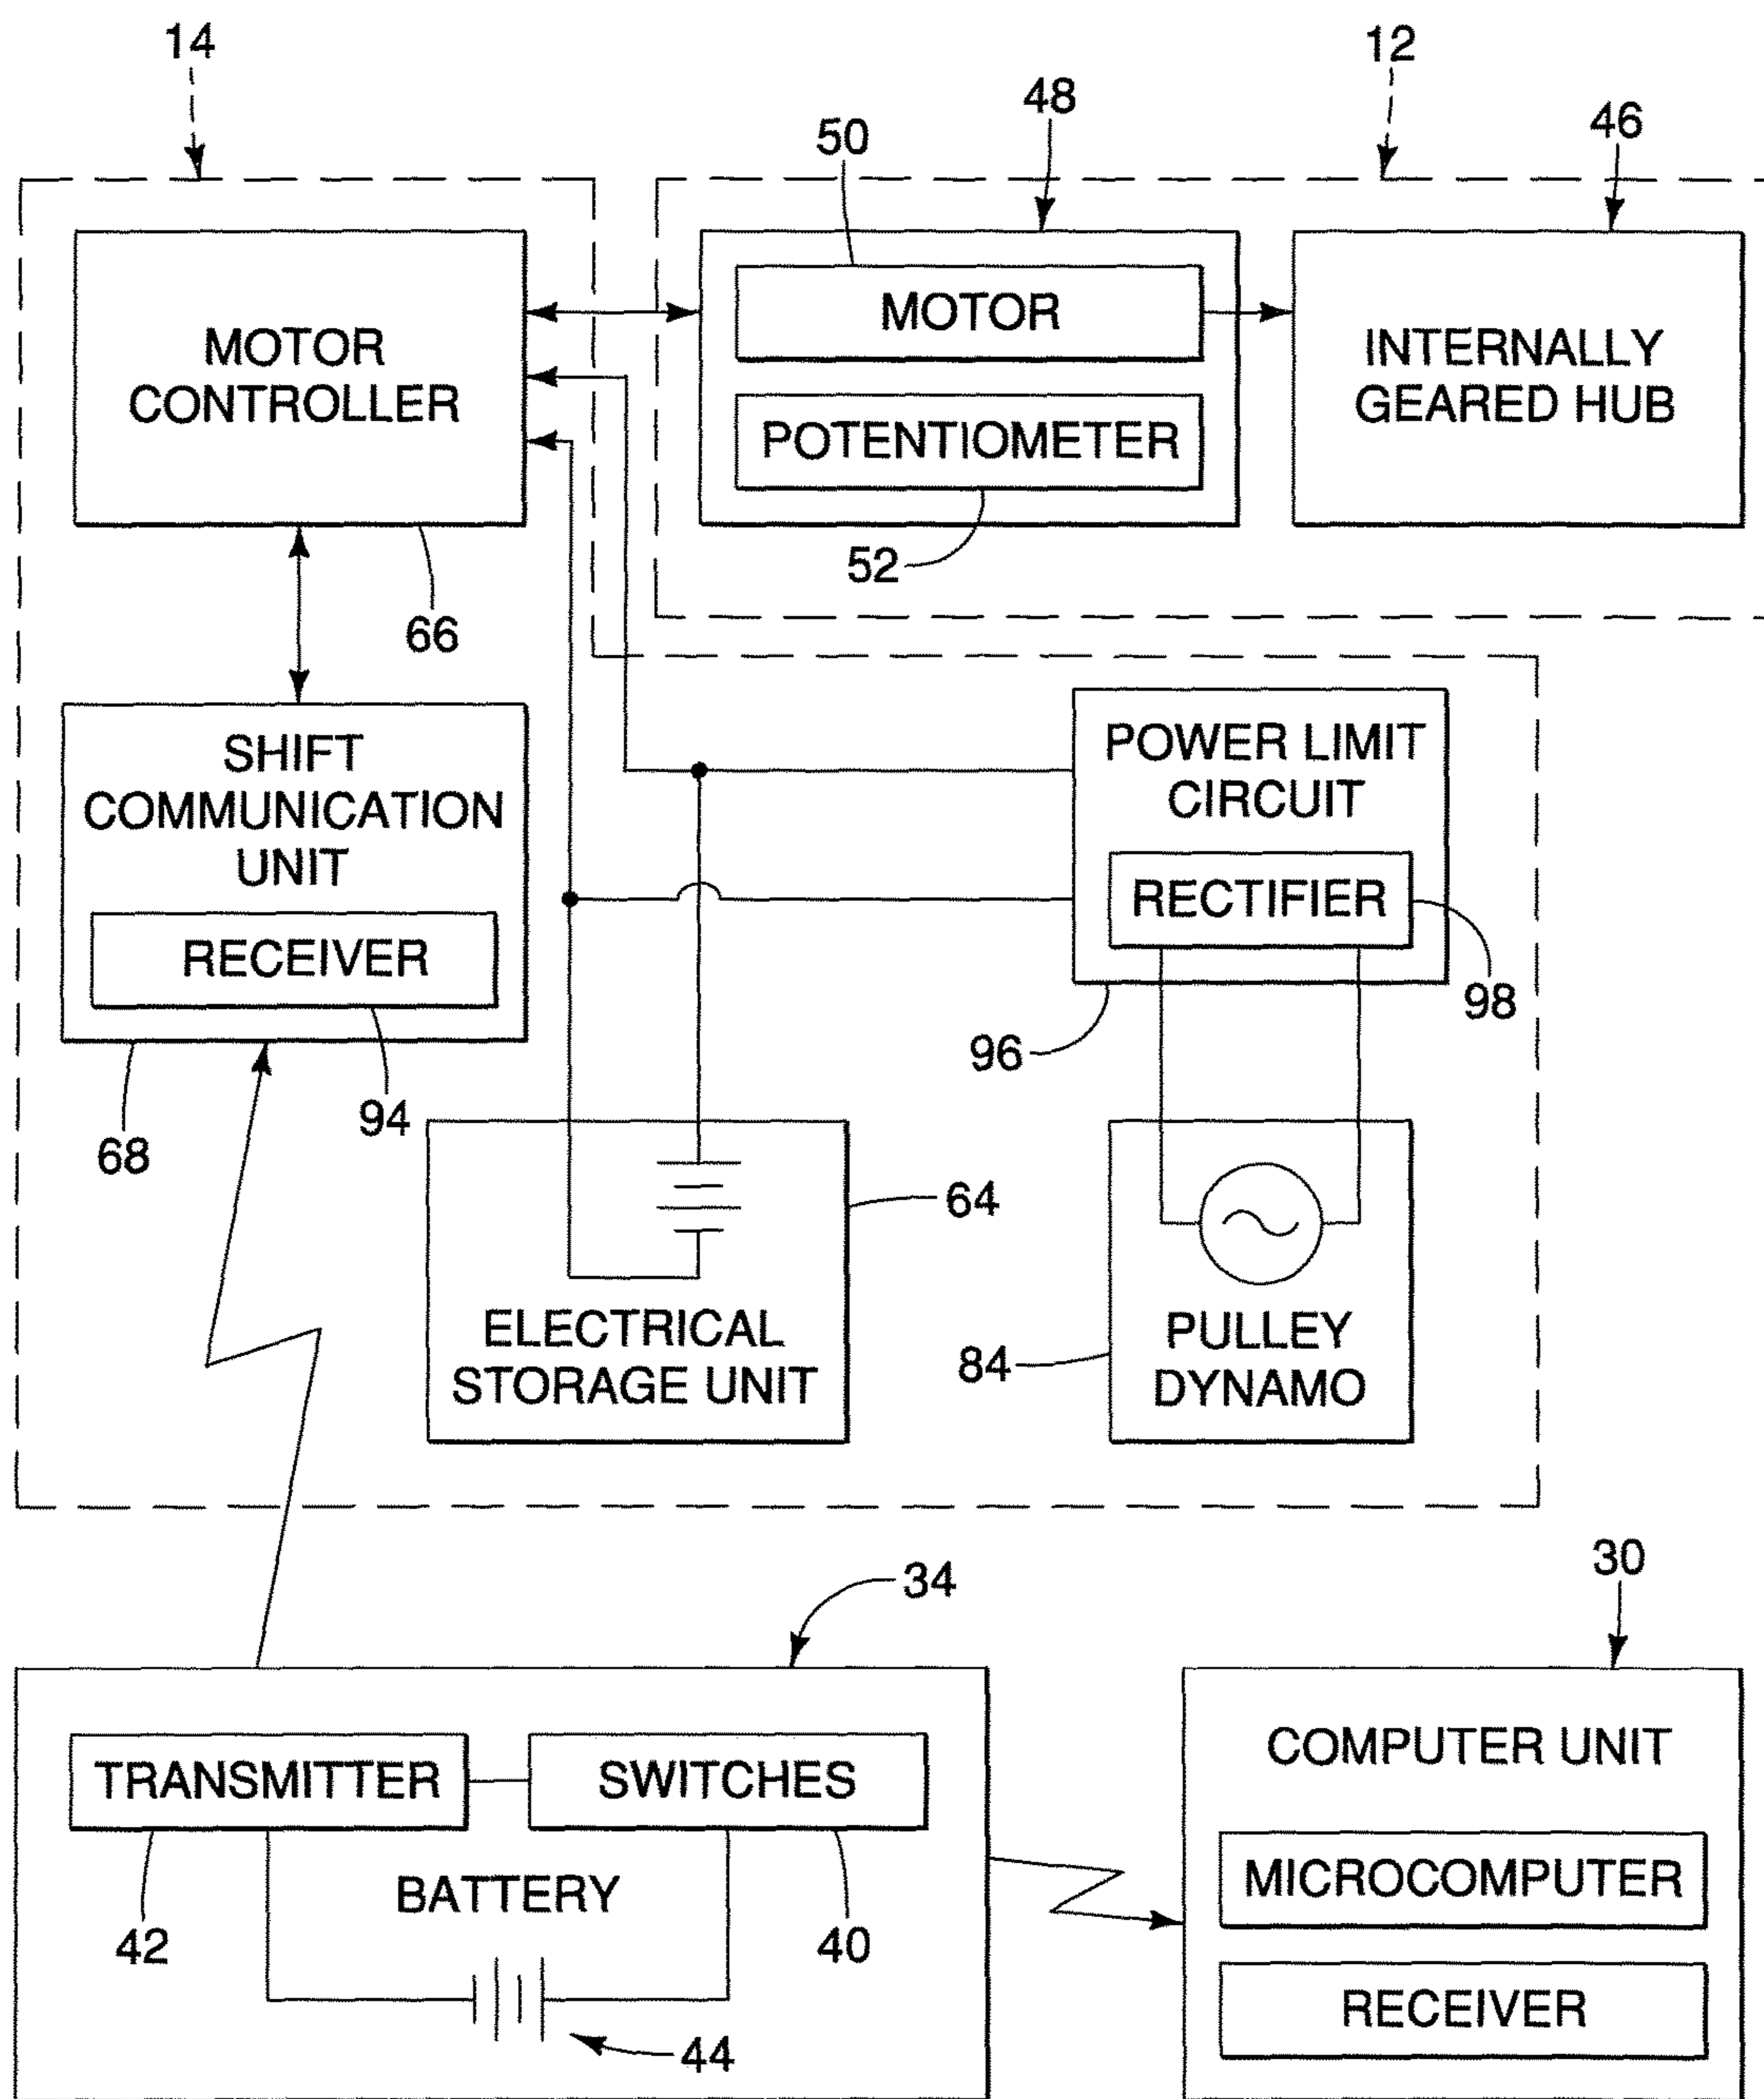 14
12
48
50
46
MOTOR
CONTROLLER
MOTOR
POTENTIOMETER
INTERNALLY
GEARED HUB
52
66
SHIFT
COMMUNICATION
UNIT
RECEIVER
POWER LIMIT
CIRCUIT
RECTIFIER
98
96
94
68
64
ELECTRICAL
STORAGE UNIT
84
PULLEY
DYNAMO
34
30
TRANSMITTER
SWITCHES
BATTERY
42
40
44
COMPUTER UNIT
MICROCOMPUTER
RECEIVER